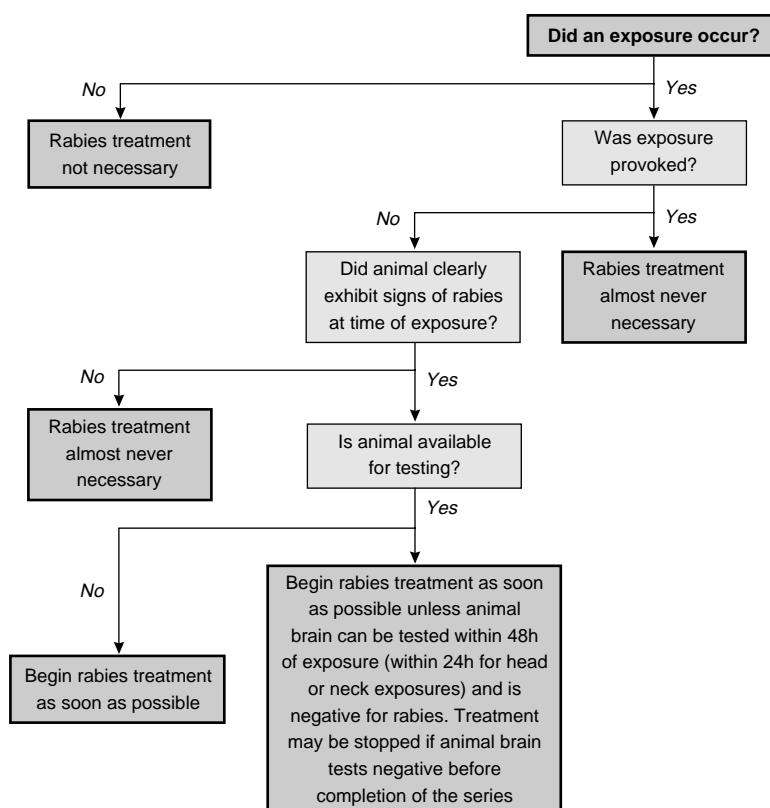 Did an exposure occur?
No
Yes
Rabies treatment
not necessary
Was exposure
provoked?
No
Yes
Did animal clearly
exhibit signs of rabies
at time of exposure?
Rabies treatment
almost never
necessary
No
Yes
Rabies treatment
almost never
necessary
Is animal available
for testing?
Yes
No
Begin rabies treatment as soon
as possible unless animal
brain can be tested within 48h
of exposure (within 24h for head
or neck exposures) and is
negative for rabies. Treatment
may be stopped if animal brain
tests negative before
completion of the series
Begin rabies treatment
as soon as possible